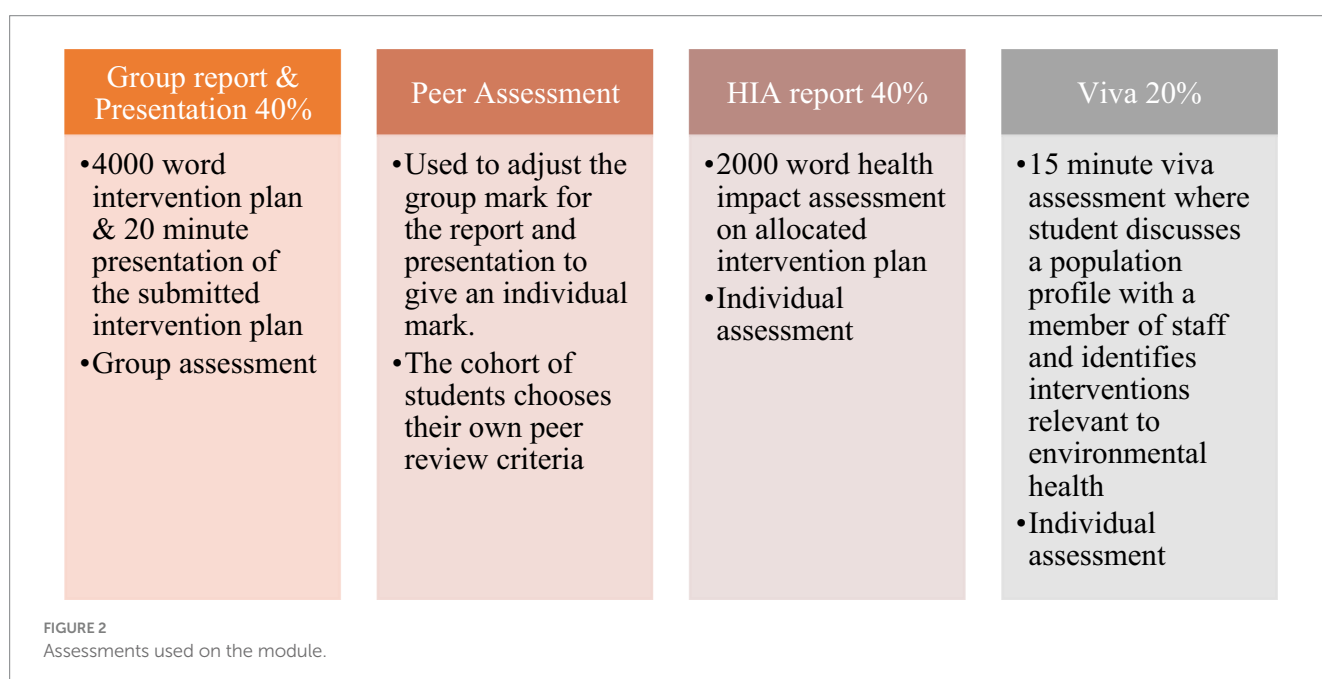 Group report &
Presentation 40%
•4000 word
intervention plan
& 20 minute
presentation of
the submitted
intervention plan
•Group assessment
Peer Assessment
•Used to adjust the
group mark for
the report and
presentation to
give an individual
mark.
•The cohort of
students chooses
their own peer
review criteria
HIA report 40%
•2000 word health
impact assessment
on allocated
intervention plan
•Individual
assessment
Viva 20%
•15 minute viva
assessment where
student discusses
a population
profile with a
member of staff
and identifies
interventions
relevant to
environmental
health
•Individual
assessment
FIGURE 2
Assessments used on the module.